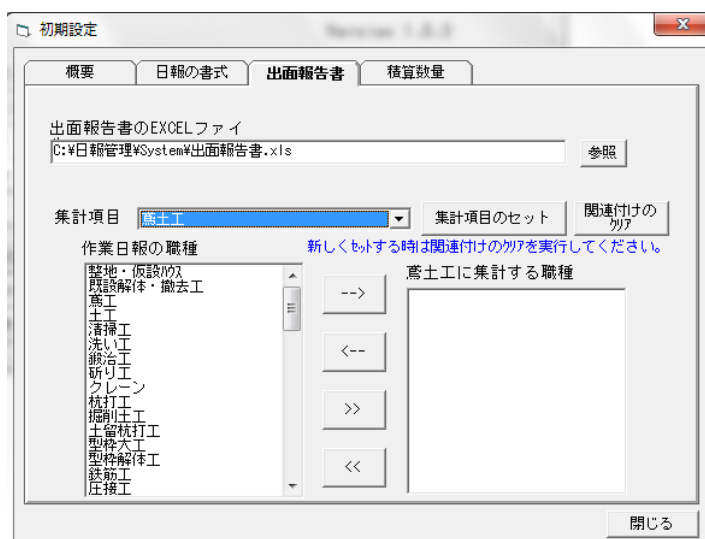 初期設定
Version 1.0.3
概要 日報の書式 出面報告書 積算数量
出面報告書のEXCELファイ
C:¥日報管理¥System¥出面報告書.xls 参照
集計項目 鳶土工 集計項目のセット 関連付けのｸﾘｱ
作業日報の職種 新しくｾｯﾄする時は関連付けのｸﾘｱを実行してください。
鳶土工に集計する職種
整地・仮設ﾊｳｽ
既設解体・撤去工
鳶工
土工
清掃工
洗い工
鍛冶工
斫り工
クレーン
杭打工
掘削土工
土留杭打工
型枠大工
型枠解体工
鉄筋工
圧接工
-->
<--
>>
<<
閉じる